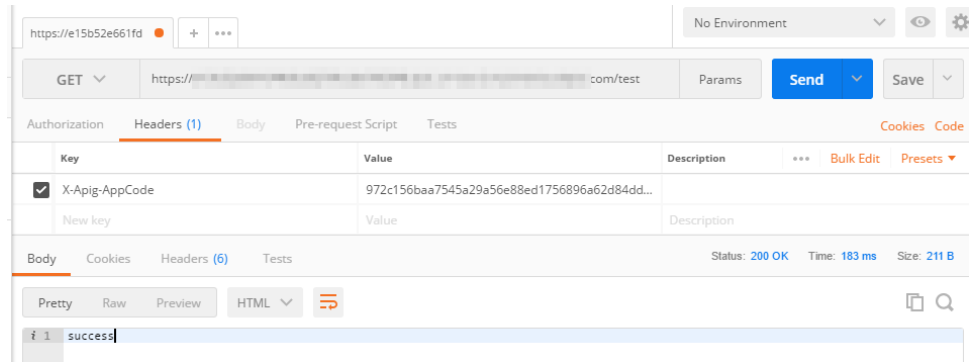 https://e15b52e661fd + ••• No Environment
GET https:// com/test Params Send Save
Authorization Headers (1) Body Pre-request Script Tests Cookies Code
Key Value Description ••• Bulk Edit Presets
X-Apig-AppCode 972c156baa7545a29a56e88ed1756896a62d84dd...
New key Value Description
Body Cookies Headers (6) Tests Status: 200 OK Time: 183 ms Size: 211 B
Pretty Raw Preview HTML
i 1 success